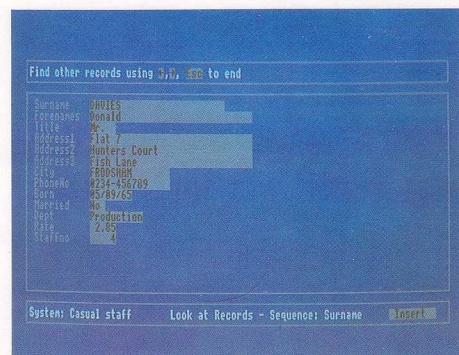 Find other records using , , Esc to end
Surname DAVIES
Forenames Donald
Title Mr.
Address1 Flat 7
Address2 Hunters Court
Address3 Fish Lane
City FRODSHAM
PhoneNo 0234-456789
Born 05/09/65
Married No
Dept Production
Rate 2.85
Staffno 4
System: Casual staff Look at Records - Sequence: Surname Insert